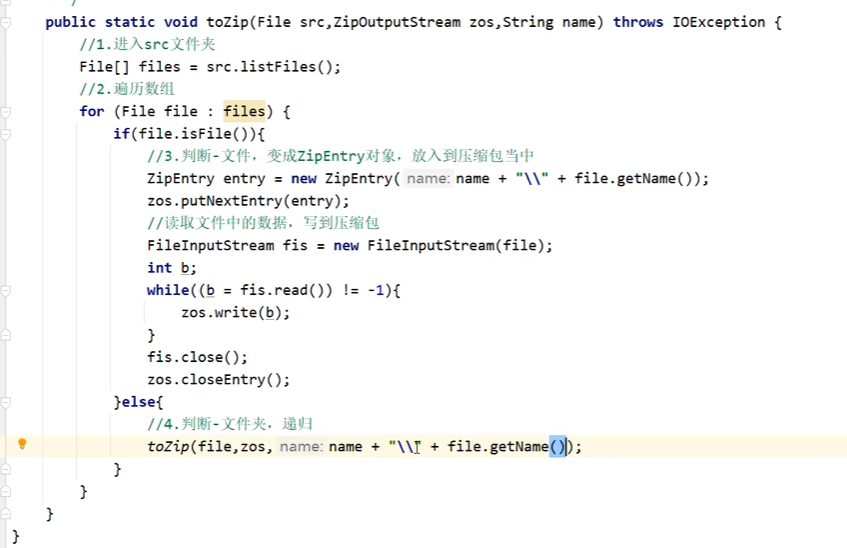 public static void toZip(File src,ZipOutputStream zos,String name) throws IOException {
//1.进入src文件夹
File[] files = src.listFiles();
//2.遍历数组
for (File file : files) {
if(file.isFile()){
//3.判断-文件，变成ZipEntry对象，放入到压缩包当中
ZipEntry entry = new ZipEntry( name: name + "\\" + file.getName());
zos.putNextEntry(entry);
//读取文件中的数据，写到压缩包
FileInputStream fis = new FileInputStream(file);
int b;
while((b = fis.read()) != -1){
zos.write(b);
}
fis.close();
zos.closeEntry();
}else{
//4.判断-文件夹，递归
toZip(file,zos, name: name + "\\" + file.getName());
}
}
}
}